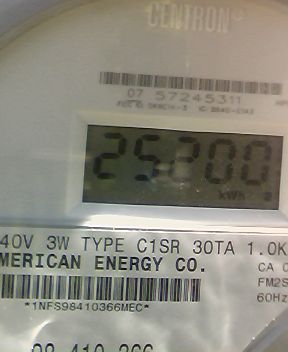 CENTRON
07 57245311
25200
kWh
40V 3W TYPE C1SR 30TA 1.0K
MERICAN ENERGY CO.
CA 0
FM2S
60Hz
*1NFS98410366MEC*